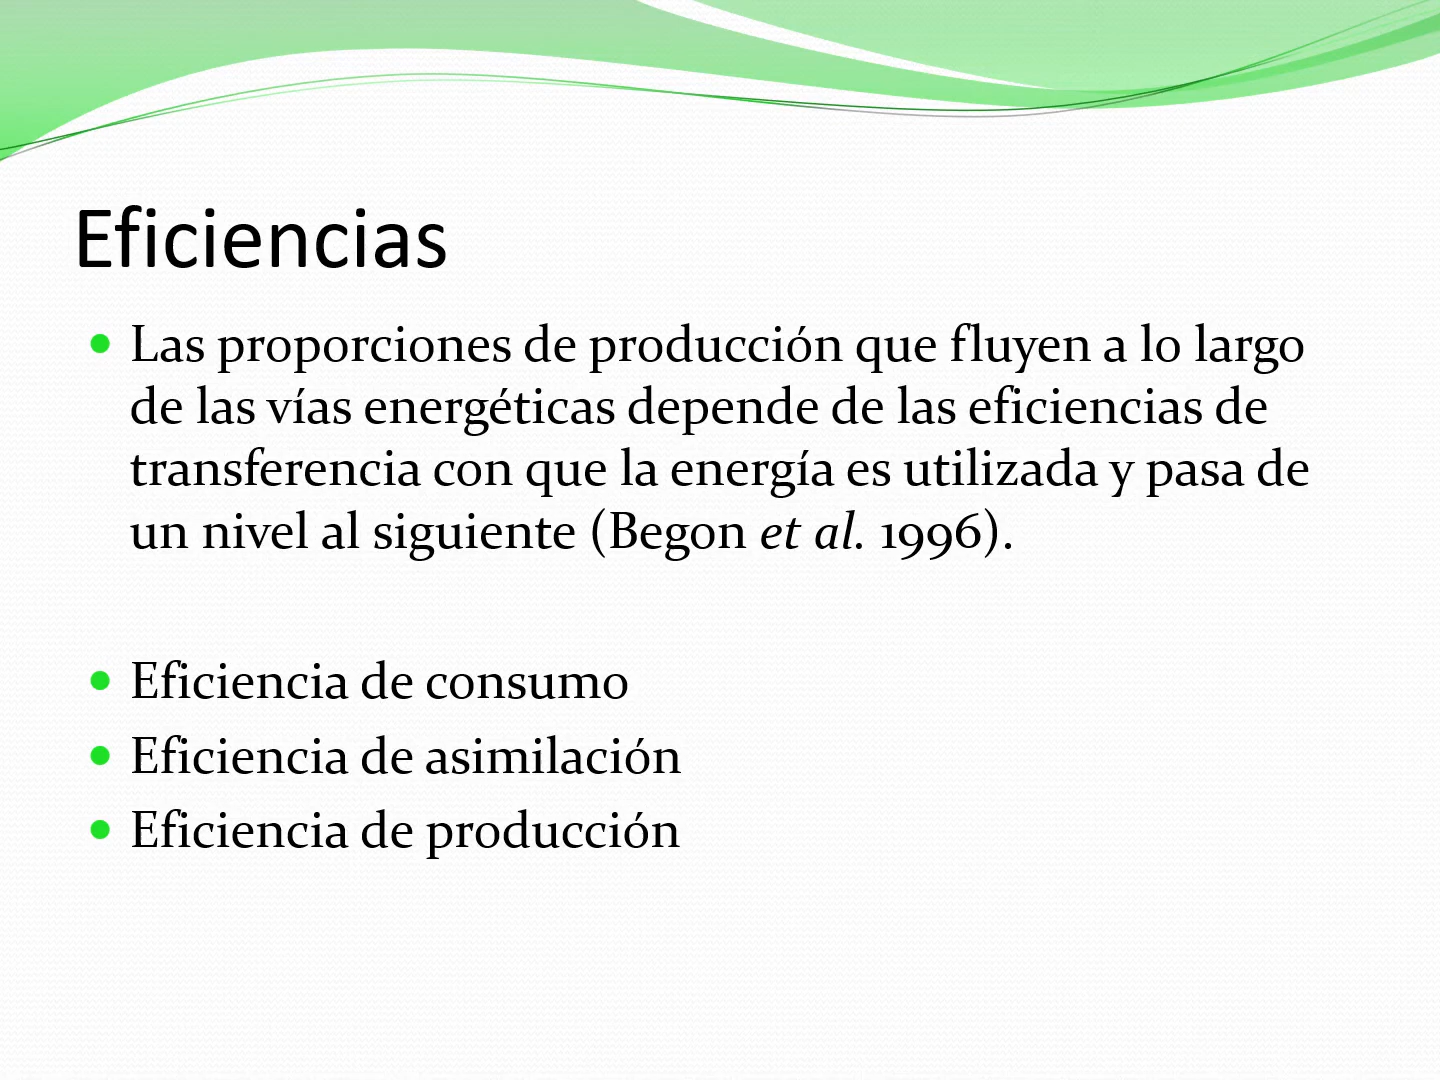 Eficiencias
Las proporciones de producción que fluyen a lo largo
de las vías energéticas depende de las eficiencias de
transferencia con que la energía es utilizada y pasa de
un nivel al siguiente (Begon et al. 1996).
Eficiencia de consumo
Eficiencia de asimilación
Eficiencia de producción